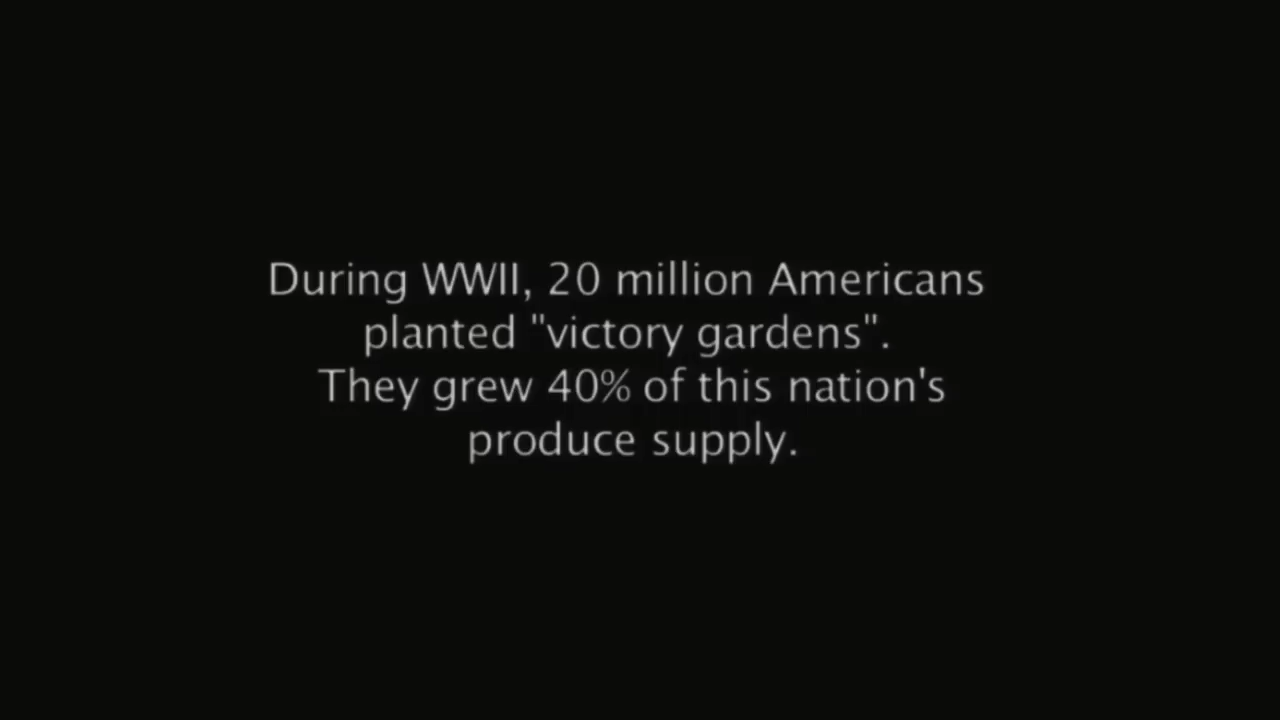 During WWII, 20 million Americans
planted "victory gardens".
They grew 40% of this nation's
produce supply.